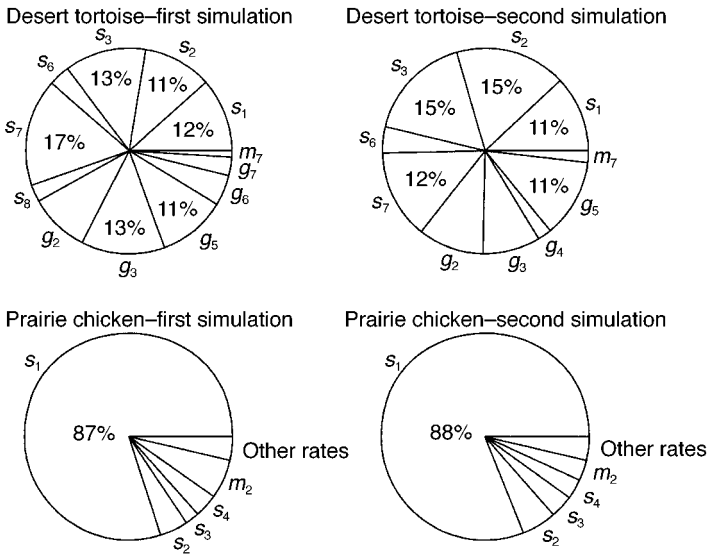 Desert tortoise–first simulation
s3
s2
s6
13%
11%
s1
s7
17%
12%
m7
g7
g6
s8
11%
g2
13%
g5
g3
Desert tortoise–second simulation
s2
s3
15%
15%
s1
11%
s6
m7
12%
11%
s7
g5
g4
g2
g3
Prairie chicken–first simulation
s1
87%
Other rates
m2
s4
s3
s2
Prairie chicken–second simulation
s1
88%
Other rates
m2
s4
s3
s2